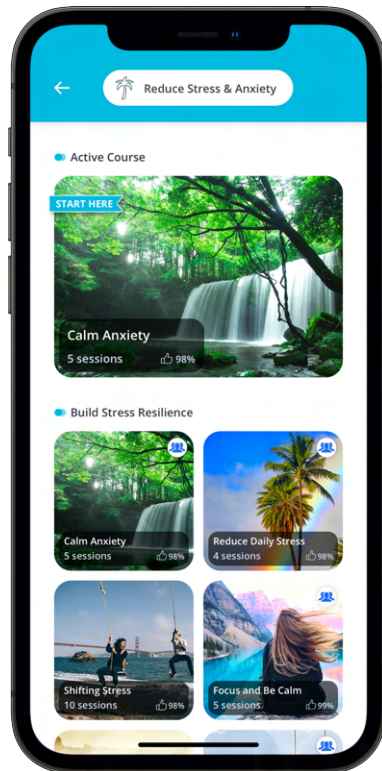 Reduce Stress & Anxiety
Active Course
START HERE
Calm Anxiety
5 sessions 98%
Build Stress Resilience
Calm Anxiety
5 sessions 98%
Reduce Daily Stress
4 sessions 98%
Shifting Stress
10 sessions 98%
Focus and Be Calm
5 sessions 99%